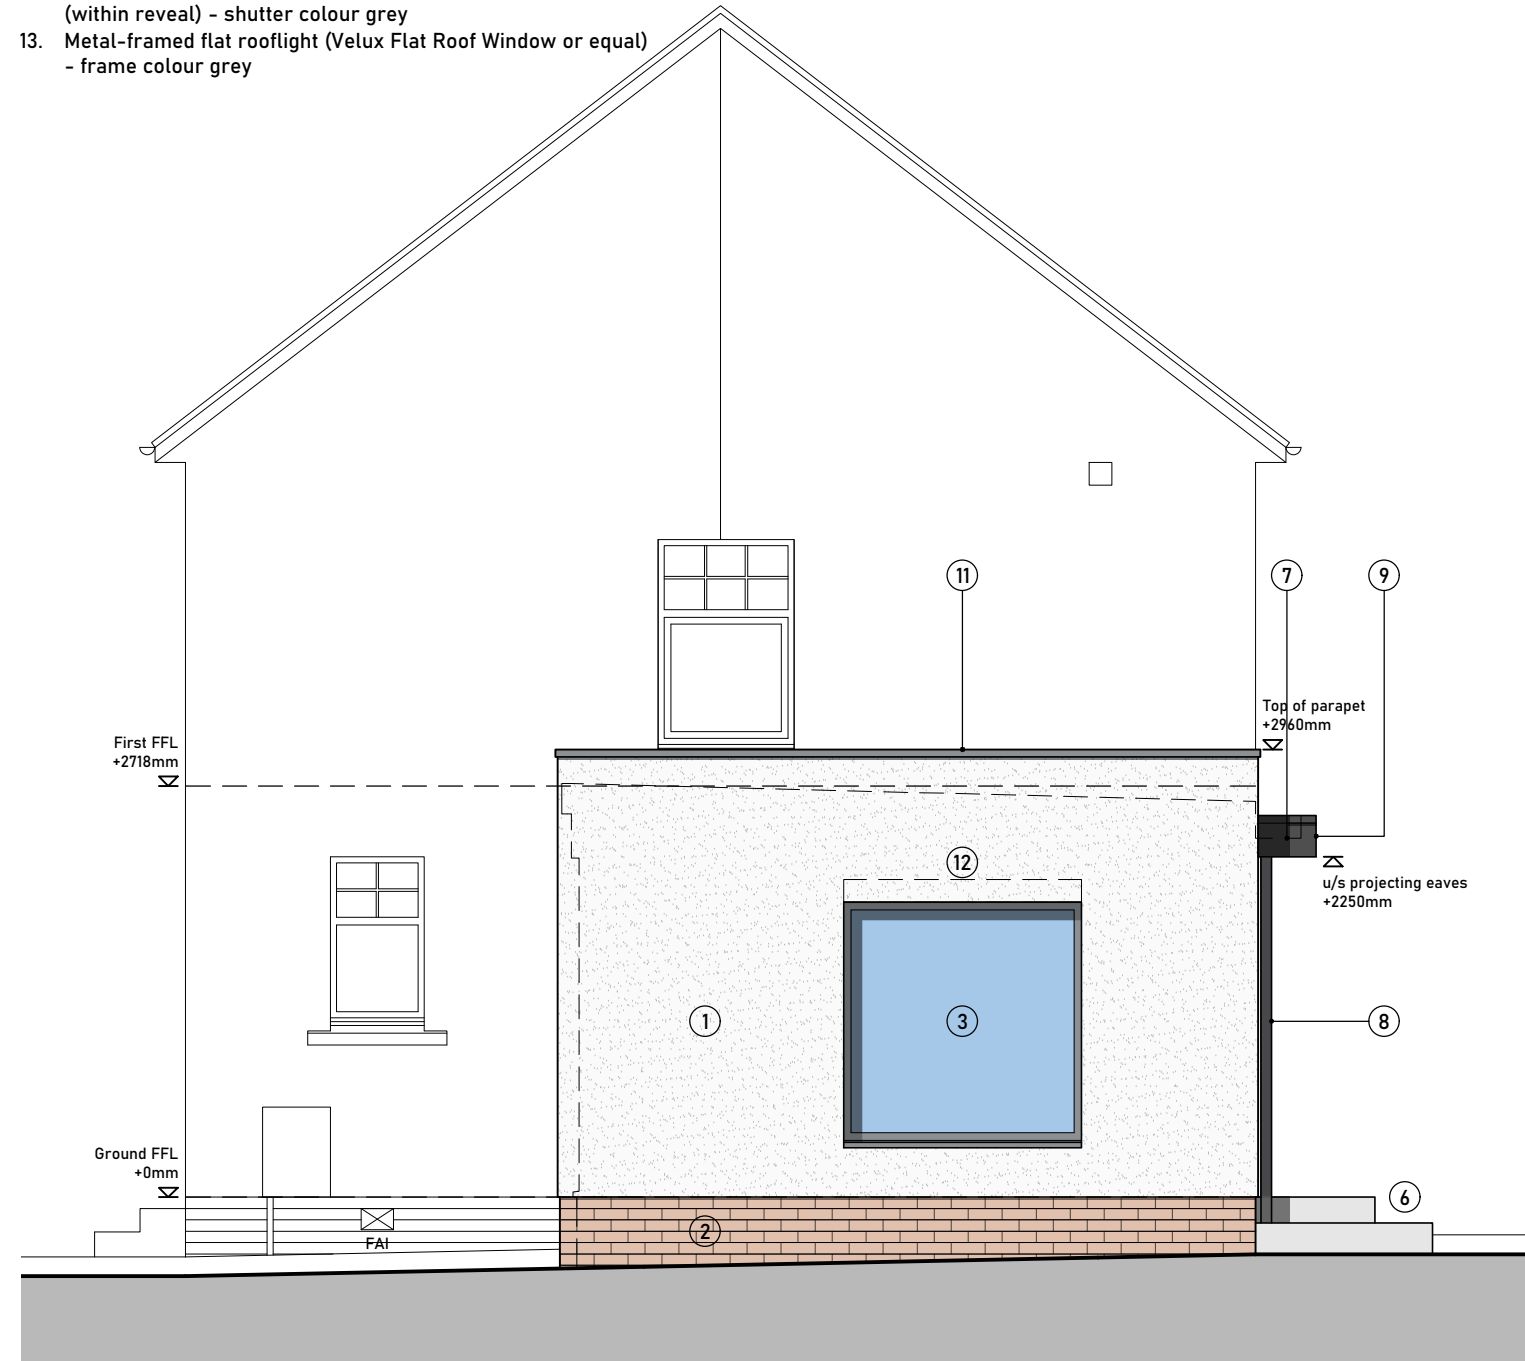 (within reveal) - shutter colour grey
13. Metal-framed flat rooflight (Velux Flat Roof Window or equal)
- frame colour grey
11
7
9
Top of parapet
+2960mm
First FFL
+2718mm
12
u/s projecting eaves
+2250mm
1
3
8
Ground FFL
+0mm
6
2
FAI